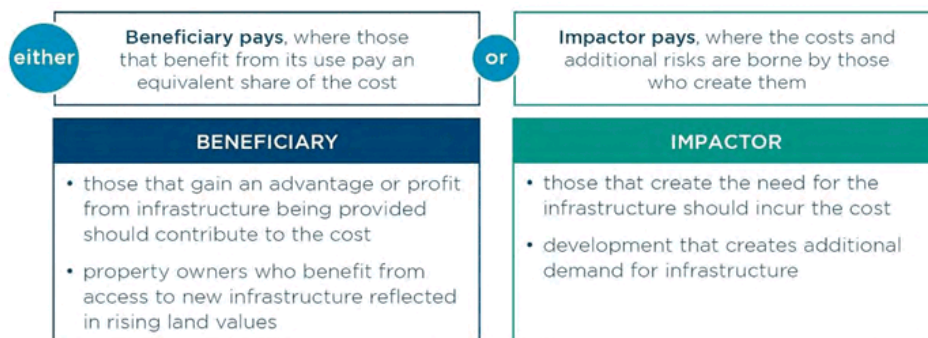 either
Beneficiary pays, where those
that benefit from its use pay an
equivalent share of the cost
or
Impactor pays, where the costs and
additional risks are borne by those
who create them
BENEFICIARY
• those that gain an advantage or profit
from infrastructure being provided
should contribute to the cost
• property owners who benefit from
access to new infrastructure reflected
in rising land values
IMPACTOR
• those that create the need for the
infrastructure should incur the cost
• development that creates additional
demand for infrastructure